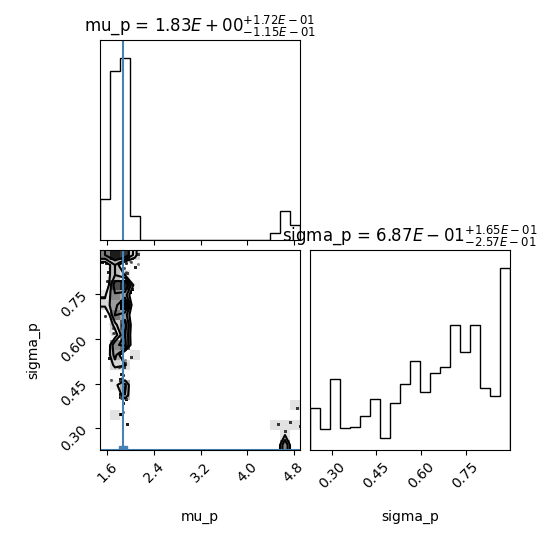 mu_p = 1.83E + 00+1.72E−01−1.15E−01
sigma_p = 6.87E − 01+1.65E−01−2.57E−01
0.75
0.60
0.45
0.30
sigma_p
1.6 2.4 3.2 4.0 4.8
mu_p
0.30 0.45 0.60 0.75
sigma_p